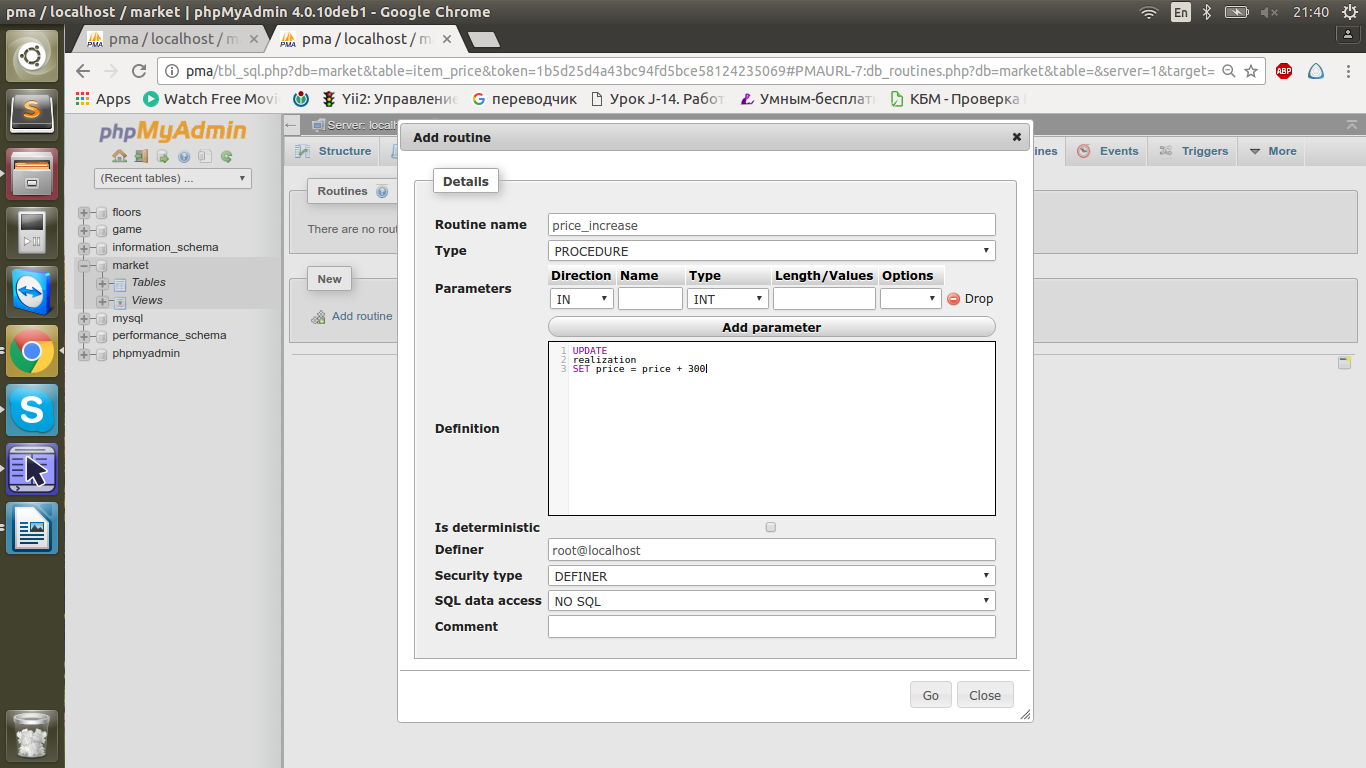 pma / localhost / market | phpMyAdmin 4.0.10deb1 - Google Chrome
En
21:40
pma / localhost / m
pma / localhost / m
pma/tbl_sql.php?db=market&table=item_price&token=1b5d25d4a43bc94fd5bce58124235069#PMAURL-7:db_routines.php?db=market&table=&server=1&target=
ABP
Apps
Watch Free Movi
Yii2: Управление
переводчик
Урок J-14. Работ
Умным-бесплат
КБМ - Проверка
phpMyAdmin
(Recent tables) ...
floors
game
information_schema
market
Tables
Views
mysql
performance_schema
phpmyadmin
Server: local
Structure
ines
Events
Triggers
More
Routines
There are no rou
New
Add routine
Add routine
Details
Routine name
price_increase
Type
PROCEDURE
Parameters
Direction Name Type Length/Values Options
IN INT Drop
Add parameter
Definition
1 UPDATE
2 realization
3 SET price = price + 300
Is deterministic
Definer
root@localhost
Security type
DEFINER
SQL data access
NO SQL
Comment
Go
Close